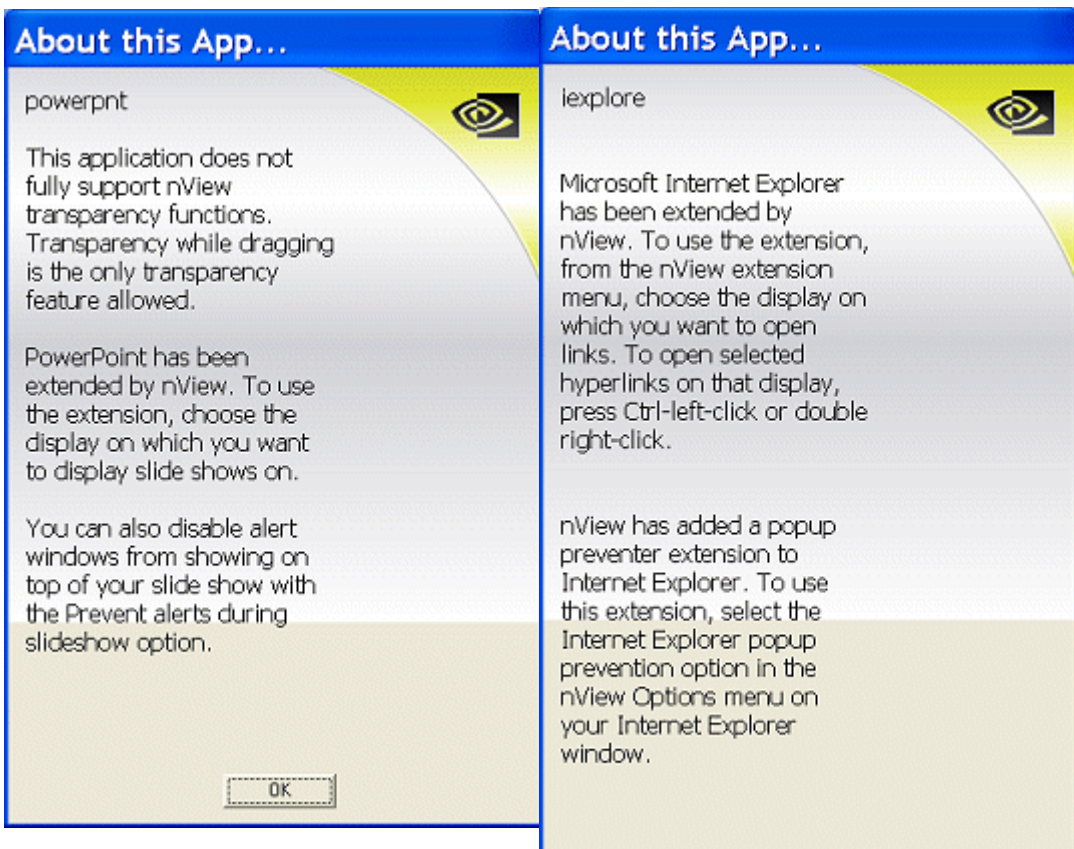 About this App...
powerpnt
This application does not
fully support nView
transparency functions.
Transparency while dragging
is the only transparency
feature allowed.
PowerPoint has been
extended by nView. To use
the extension, choose the
display on which you want
to display slide shows on.
You can also disable alert
windows from showing on
top of your slide show with
the Prevent alerts during
slideshow option.
OK
About this App...
iexplore
Microsoft Internet Explorer
has been extended by
nView. To use the extension,
from the nView extension
menu, choose the display on
which you want to open
links. To open selected
hyperlinks on that display,
press Ctrl-left-click or double
right-click.
nView has added a popup
preventer extension to
Internet Explorer. To use
this extension, select the
Internet Explorer popup
prevention option in the
nView Options menu on
your Internet Explorer
window.